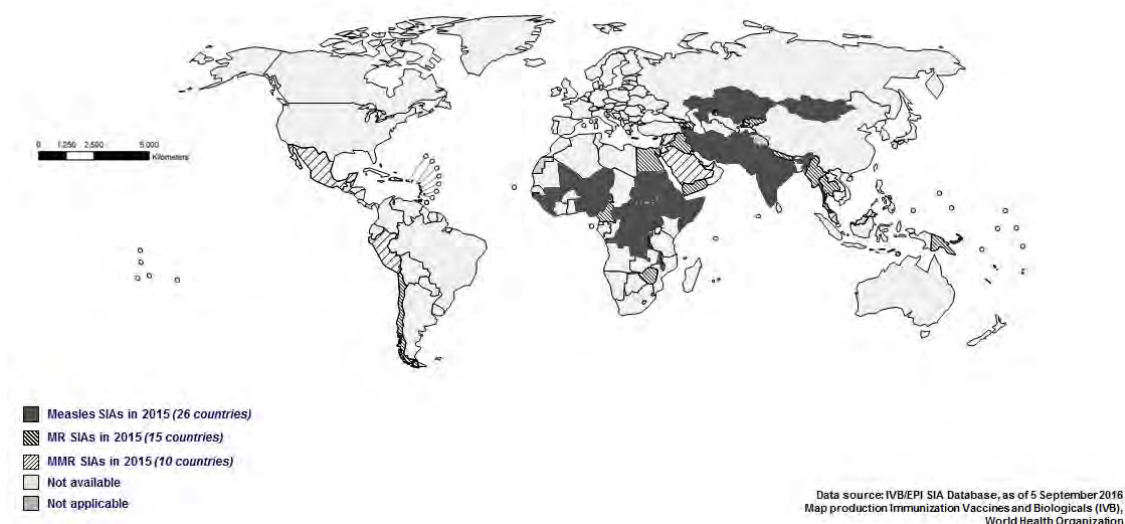 0 1,250 2,500 5,000
Kilometers
Measles SIAs in 2015 (26 countries)
MR SIAs in 2015 (15 countries)
MMR SIAs in 2015 (10 countries)
Not available
Not applicable
Data source: IVB/EPI SIA Database, as of 5 September 2016
Map production Immunization Vaccines and Biologicals (IVB),
World Health Organization